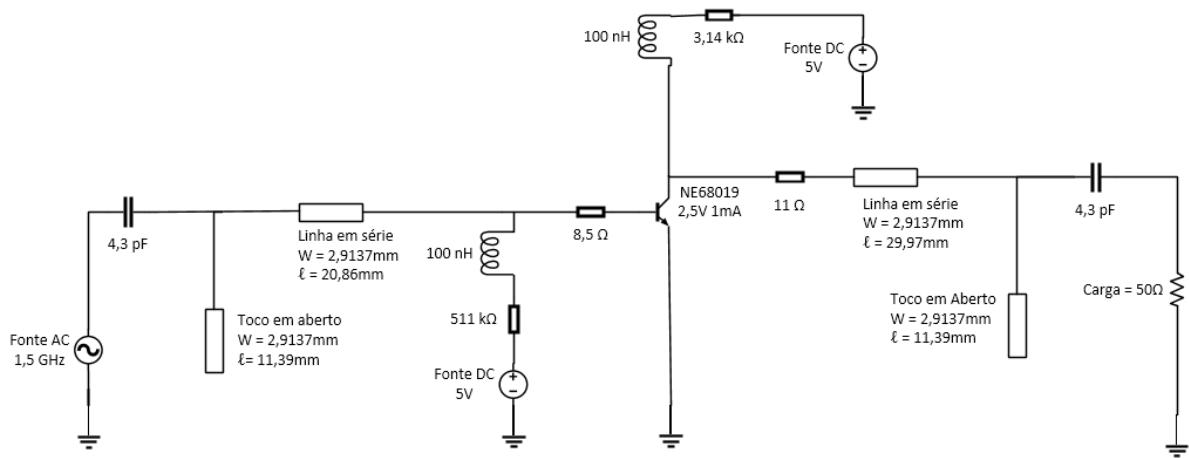 100 nH
3,14 kΩ
Fonte DC
5V
NE68019
2,5V 1mA
11 Ω
Linha em série
W = 2,9137mm
ℓ = 29,97mm
4,3 pF
4,3 pF
Linha em série
W = 2,9137mm
ℓ = 20,86mm
8,5 Ω
100 nH
Carga = 50Ω
Toco em Aberto
W = 2,9137mm
ℓ = 11,39mm
Toco em aberto
W = 2,9137mm
ℓ= 11,39mm
511 kΩ
Fonte AC
1,5 GHz
Fonte DC
5V